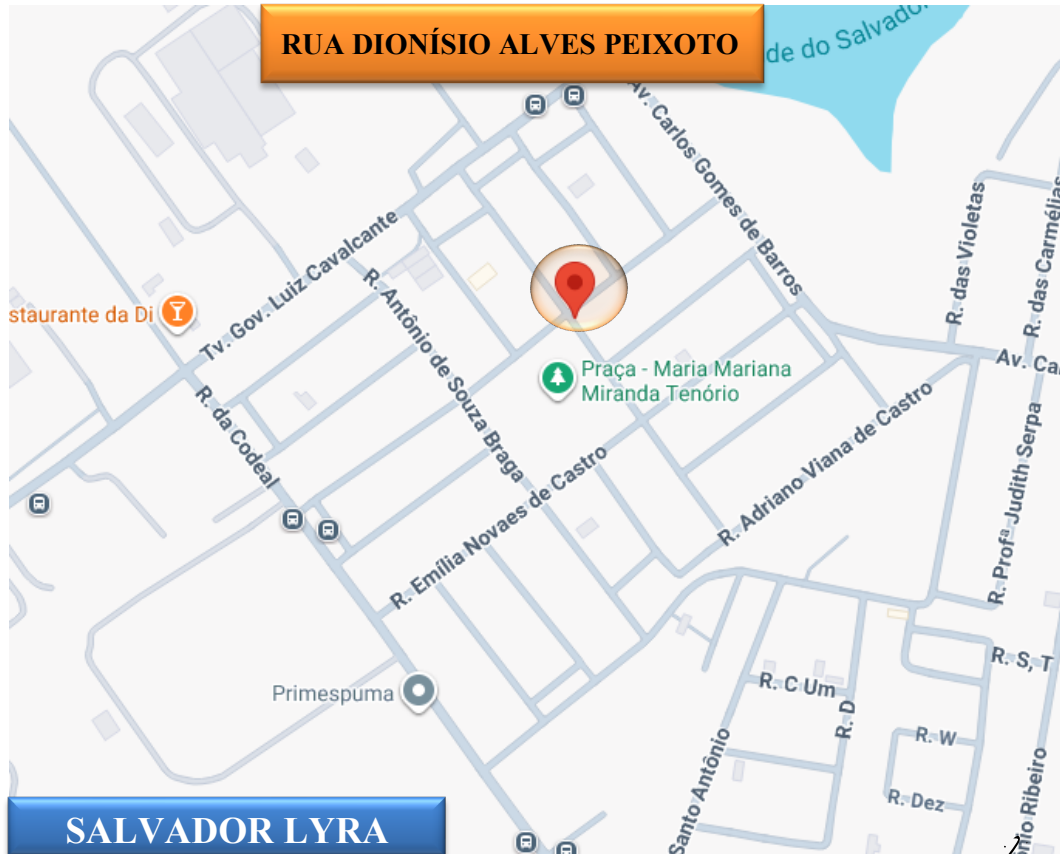 RUA DIONÍSIO ALVES PEIXOTO
de do Salvado
Av. Carlos Gomes de Barros
R. das Violetas
R. das Carmélias
Tv. Gov. Luiz Cavalcante
R. Antônio de Souza Braga
staurante da Di
Av. Ca
Praça - Maria Mariana
Miranda Tenório
R. da Codeal
R. Adriano Viana de Castro
R. Profª Judith Serpa
R. Emília Novaes de Castro
R. S, T
Primespuma
R. C Um
R. D
R. W
R. Dez
Santo Antônio
ônio Ribeiro
SALVADOR LYRA